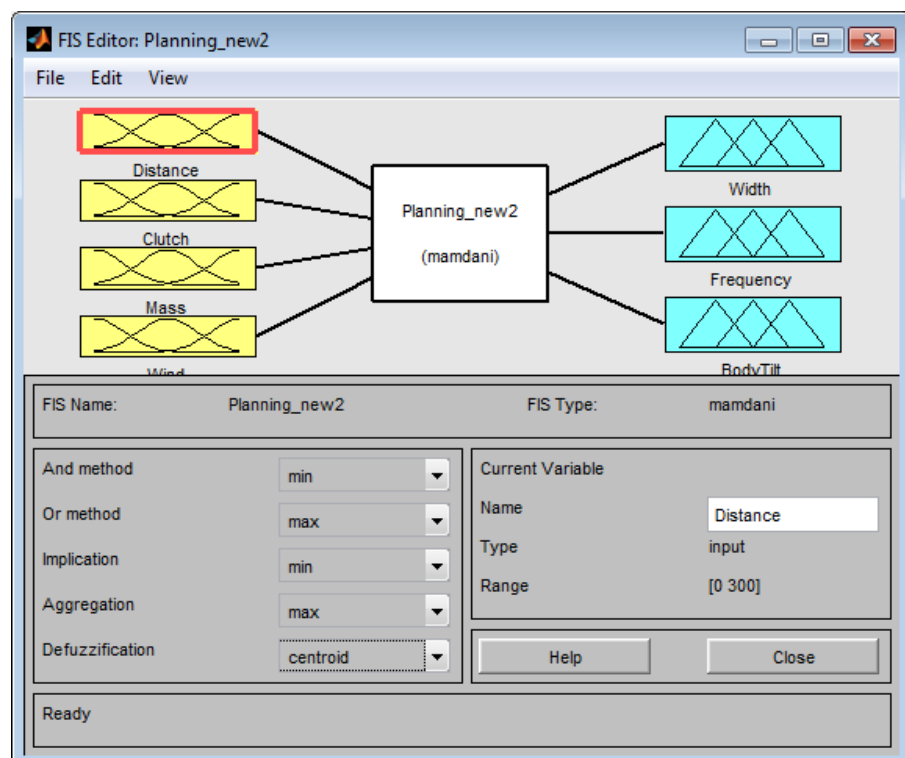 FIS Editor: Planning_new2
File Edit View
Distance
Clutch
Mass
Wind
Planning_new2
(mamdani)
Width
Frequency
BodyTilt
FIS Name: Planning_new2 FIS Type: mamdani
And method min
Or method max
Implication min
Aggregation max
Defuzzification centroid
Current Variable
Name Distance
Type input
Range [0 300]
Help Close
Ready